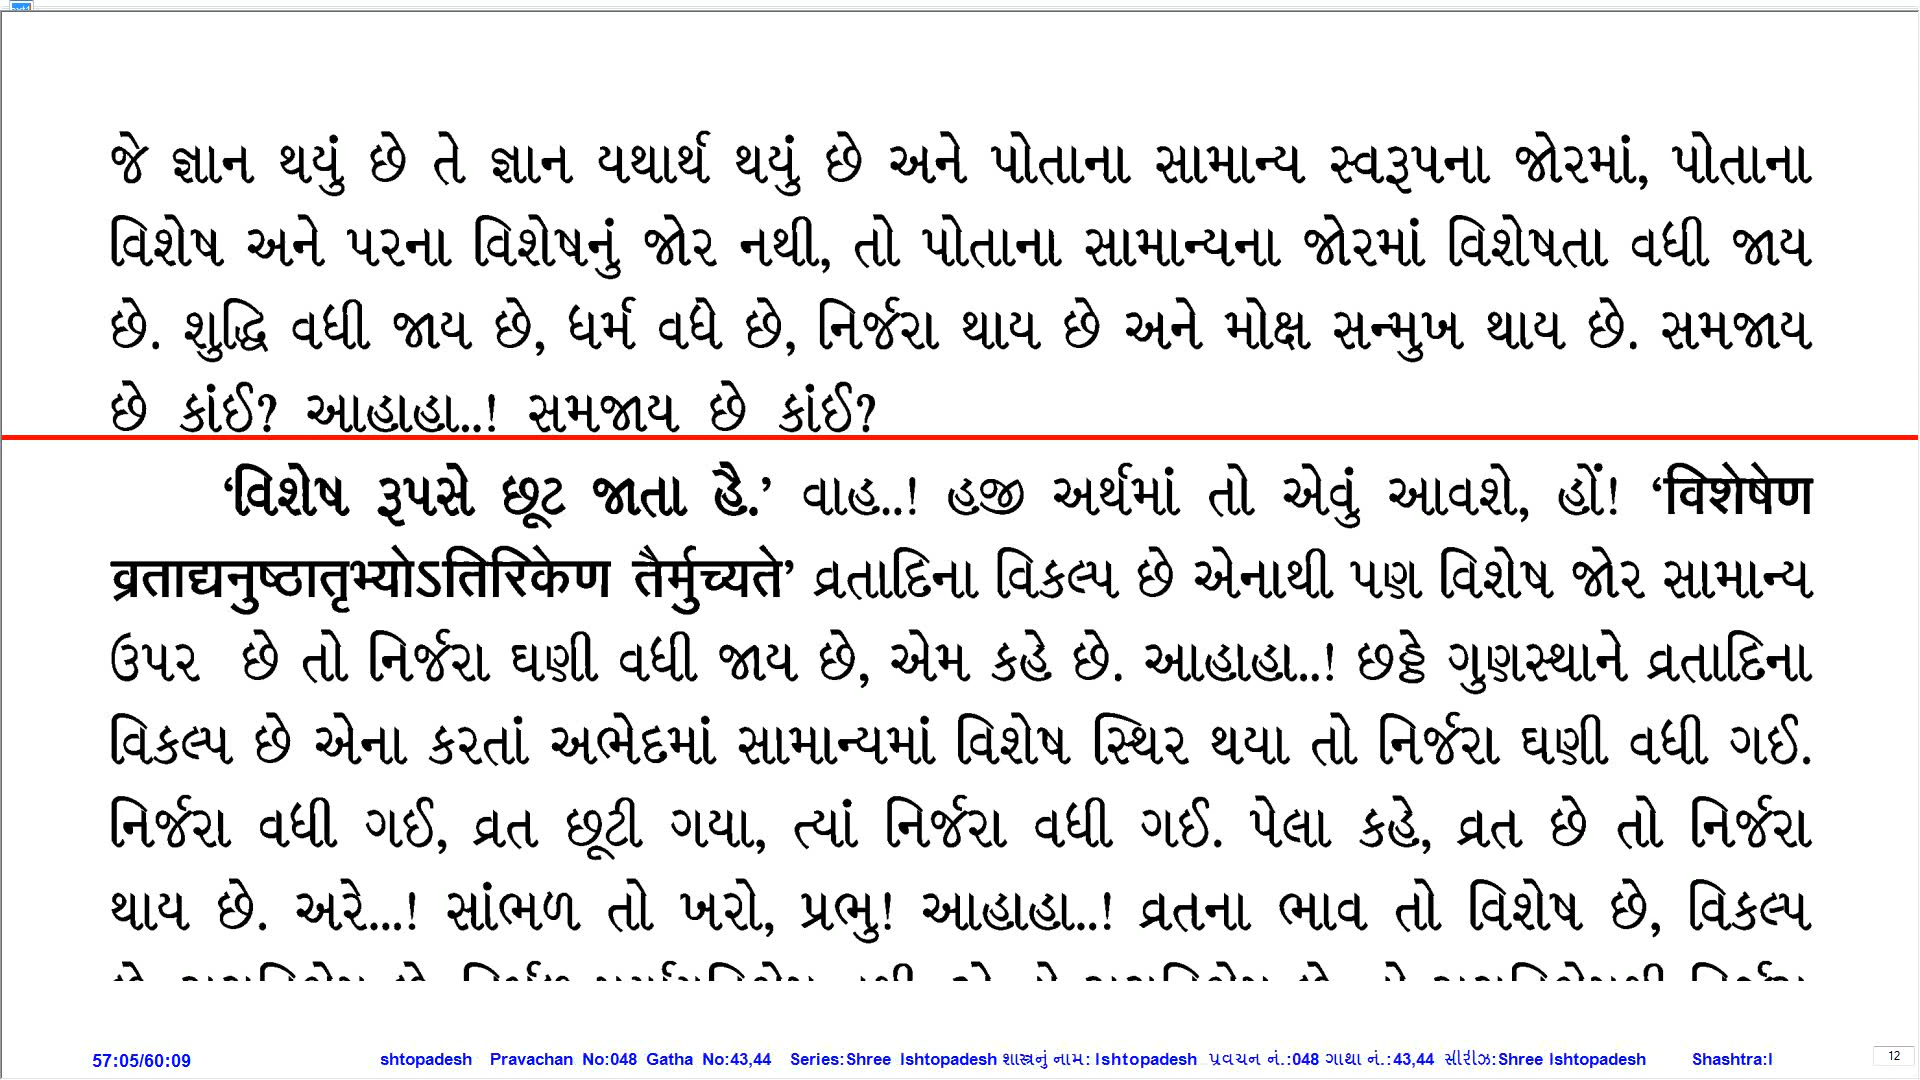 જે જ્ઞાન થયું છે તે જ્ઞાન યથાર્થ થયું છે અને પોતાના સામાન્ય સ્વરૂપના જોરમાં, પોતાના
વિશેષ અને પરના વિશેષનું જોર નથી, તો પોતાના સામાન્યના જોરમાં વિશેષતા વધી જાય
છે. શુદ્ધિ વધી જાય છે, ધર્મ વધે છે, નિર્જરા થાય છે અને મોક્ષ સન્મુખ થાય છે. સમજાય
છે કાંઈ? આહાહા..! સમજાય છે કાંઈ?
‘વિશેષ રૂપસે છૂટ જાતા હૈ.’ વાહ..! હજી અર્થમાં તો એવું આવશે, હોં! ‘विशेषेण
व्रताद्यनुष्ठातृभ्योऽतिरिकेण तैर्मुच्यते’ વ્રતાદિના વિકલ્પ છે એનાથી પણ વિશેષ જોર સામાન્ય
ઉપર છે તો નિર્જરા ઘણી વધી જાય છે, એમ કહે છે. આહાહા..! છઠ્ઠે ગુણસ્થાને વ્રતાદિના
વિકલ્પ છે એના કરતાં અભેદમાં સામાન્યમાં વિશેષ સ્થિર થયા તો નિર્જરા ઘણી વધી ગઈ.
નિર્જરા વધી ગઈ, વ્રત છૂટી ગયા, ત્યાં નિર્જરા વધી ગઈ. પેલા કહે, વ્રત છે તો નિર્જરા
થાય છે. અરે...! સાંભળ તો ખરો, પ્રભુ! આહાહા..! વ્રતના ભાવ તો વિશેષ છે, વિકલ્પ
57:05/60:09 shtopadesh Pravachan No:048 Gatha No:43,44 Series:Shree Ishtopadesh શાસ્ત્રનું નામ: Ishtopadesh પ્રવચન નં.:048 ગાથા નં.:43,44 સીરીઝ:Shree Ishtopadesh Shashtra:I 12